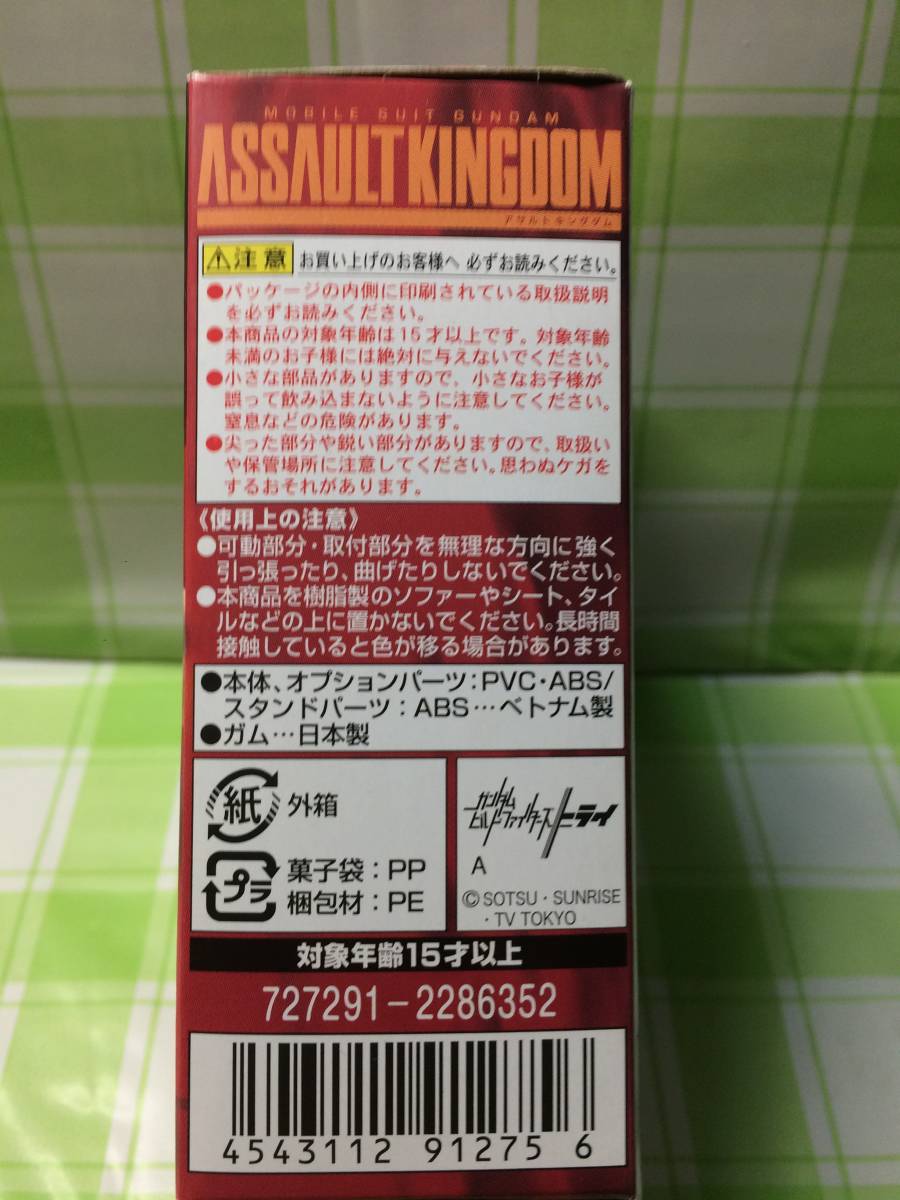 MOBILE SUIT GUNDAM
ASSAULT KINGDOM
アサルトキングダム
⚠注意 お買い上げのお客様へ 必ずお読みください。
●パッケージの内側に印刷されている取扱説明
を必ずお読みください。
●本商品の対象年齢は15才以上です。対象年齢
未満のお子様には絶対に与えないでください。
●小さな部品がありますので、小さなお子様が
誤って飲み込まないように注意してください。
窒息などの危険があります。
●尖った部分や鋭い部分がありますので、取扱い
や保管場所に注意してください。思わぬケガを
するおそれがあります。
《使用上の注意》
●可動部分・取付部分を無理な方向に強く
引っ張ったり、曲げたりしないでください。
●本商品を樹脂製のソファーやシート、タイ
ルなどの上に置かないでください。長時間
接触していると色が移る場合があります。
●本体、オプションパーツ:PVC・ABS/
スタンドパーツ:ABS…ベトナム製
●ガム…日本製
紙 外箱
プラ 菓子袋:PP
梱包材:PE
ガンダム
ビルドファイターズトライ
A
©SOTSU・SUNRISE
・TV TOKYO
対象年齢15才以上
727291-2286352
4543112 91275 6